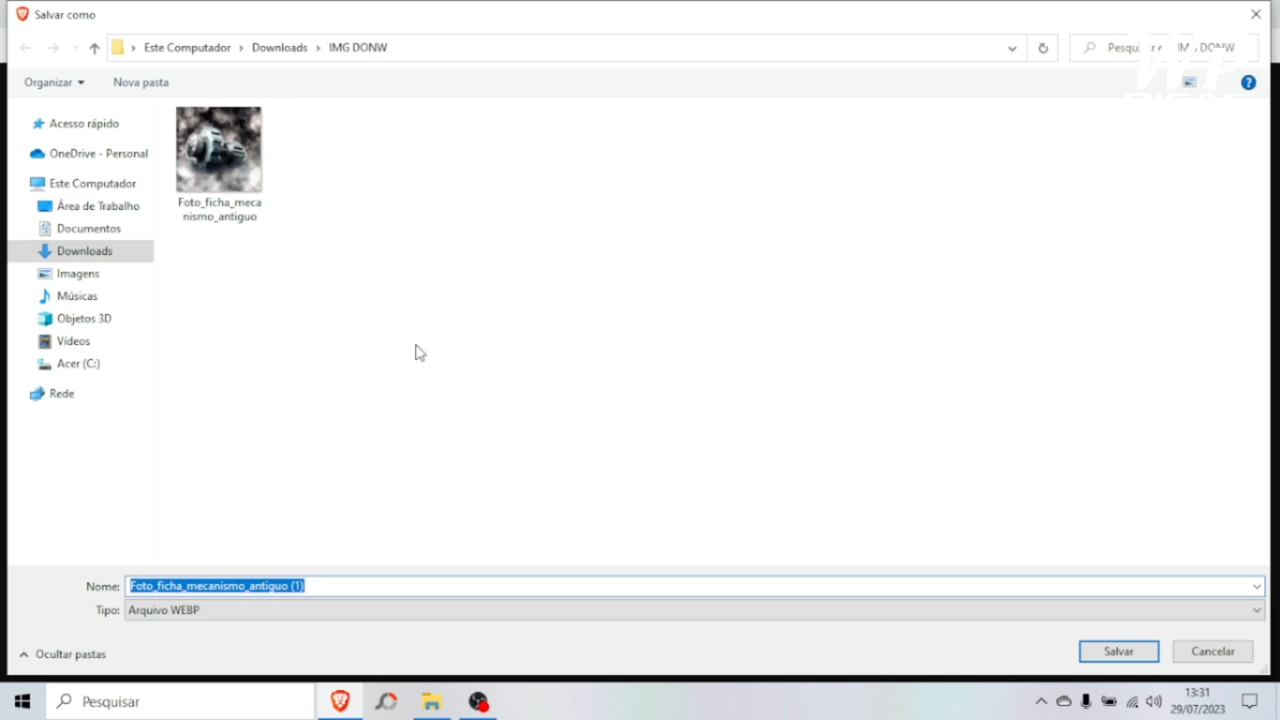 Salvar como
Este Computador > Downloads > IMG DONW
Organizar
Nova pasta
Acesso rápido
OneDrive - Personal
Este Computador
Área de Trabalho
Documentos
Downloads
Imagens
Músicas
Objetos 3D
Vídeos
Acer (C:)
Rede
Foto_ficha_meca
nismo_antiguo
Nome: Foto_ficha_mecanismo_antiguo (1)
Tipo: Arquivo WEBP
Ocultar pastas
Salvar
Cancelar
Pesquisar
13:31
29/07/2023